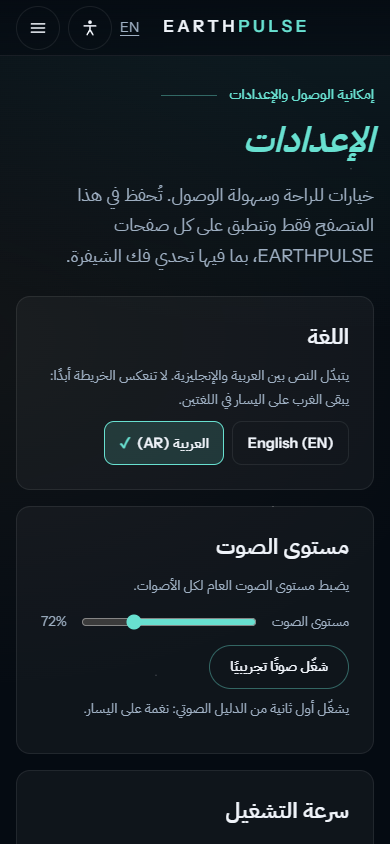 EARTHPULSE
EN
إمكانية الوصول والإعدادات
الإعدادات
خيارات للراحة وسهولة الوصول. تُحفظ في هذا
المتصفح فقط وتنطبق على كل صفحات
EARTHPULSE، بما فيها تحدي فك الشيفرة.
اللغة
يتبدّل النص بين العربية والإنجليزية. لا تنعكس الخريطة أبدًا:
يبقى الغرب على اليسار في اللغتين.
English (EN)
العربية (AR) ✓
مستوى الصوت
يضبط مستوى الصوت العام لكل الأصوات.
مستوى الصوت
72%
شغّل صوتًا تجريبيًا
يشغّل أول ثانية من الدليل الصوتي: نغمة على اليسار.
سرعة التشغيل